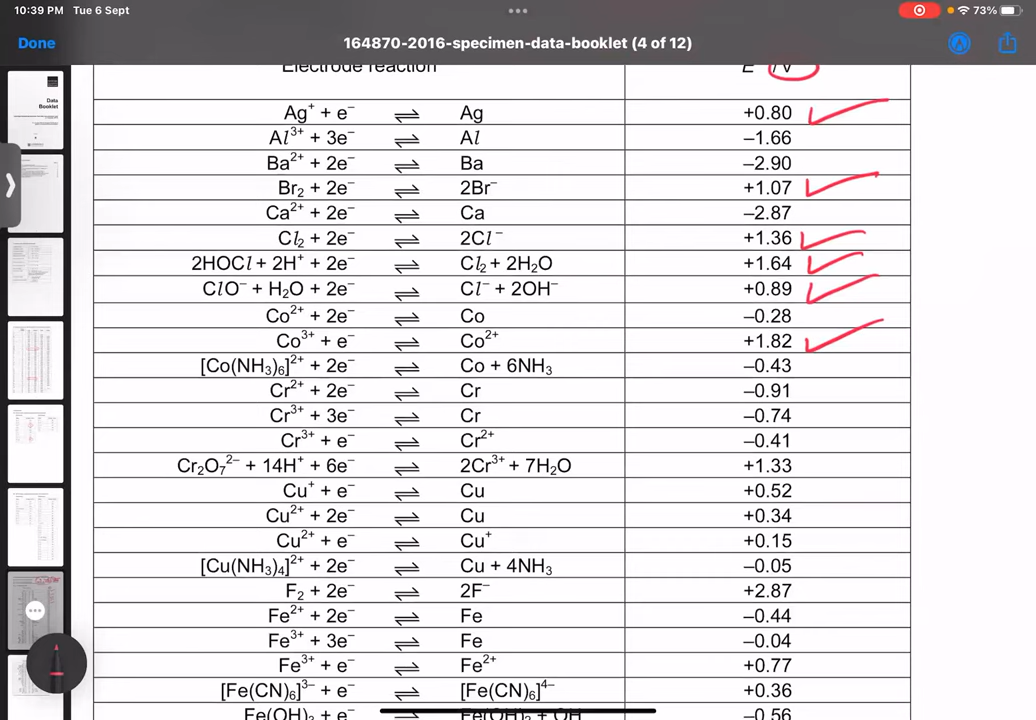 10:39 PM Tue 6 Sept 73%
Done 164870-2016-specimen-data-booklet (4 of 12)
Data
Booklet
Electrode reaction E /V
Ag⁺ + e⁻ ⇌ Ag +0.80
Al³⁺ + 3e⁻ ⇌ Al –1.66
Ba²⁺ + 2e⁻ ⇌ Ba –2.90
Br₂ + 2e⁻ ⇌ 2Br⁻ +1.07
Ca²⁺ + 2e⁻ ⇌ Ca –2.87
Cl₂ + 2e⁻ ⇌ 2Cl⁻ +1.36
2HOCl + 2H⁺ + 2e⁻ ⇌ Cl₂ + 2H₂O +1.64
ClO⁻ + H₂O + 2e⁻ ⇌ Cl⁻ + 2OH⁻ +0.89
Co²⁺ + 2e⁻ ⇌ Co –0.28
Co³⁺ + e⁻ ⇌ Co²⁺ +1.82
[Co(NH₃)₆]²⁺ + 2e⁻ ⇌ Co + 6NH₃ –0.43
Cr²⁺ + 2e⁻ ⇌ Cr –0.91
Cr³⁺ + 3e⁻ ⇌ Cr –0.74
Cr³⁺ + e⁻ ⇌ Cr²⁺ –0.41
Cr₂O₇²⁻ + 14H⁺ + 6e⁻ ⇌ 2Cr³⁺ + 7H₂O +1.33
Cu⁺ + e⁻ ⇌ Cu +0.52
Cu²⁺ + 2e⁻ ⇌ Cu +0.34
Cu²⁺ + e⁻ ⇌ Cu⁺ +0.15
[Cu(NH₃)₄]²⁺ + 2e⁻ ⇌ Cu + 4NH₃ –0.05
F₂ + 2e⁻ ⇌ 2F⁻ +2.87
Fe²⁺ + 2e⁻ ⇌ Fe –0.44
Fe³⁺ + 3e⁻ ⇌ Fe –0.04
Fe³⁺ + e⁻ ⇌ Fe²⁺ +0.77
[Fe(CN)₆]³⁻ + e⁻ ⇌ [Fe(CN)₆]⁴⁻ +0.36
–0.56